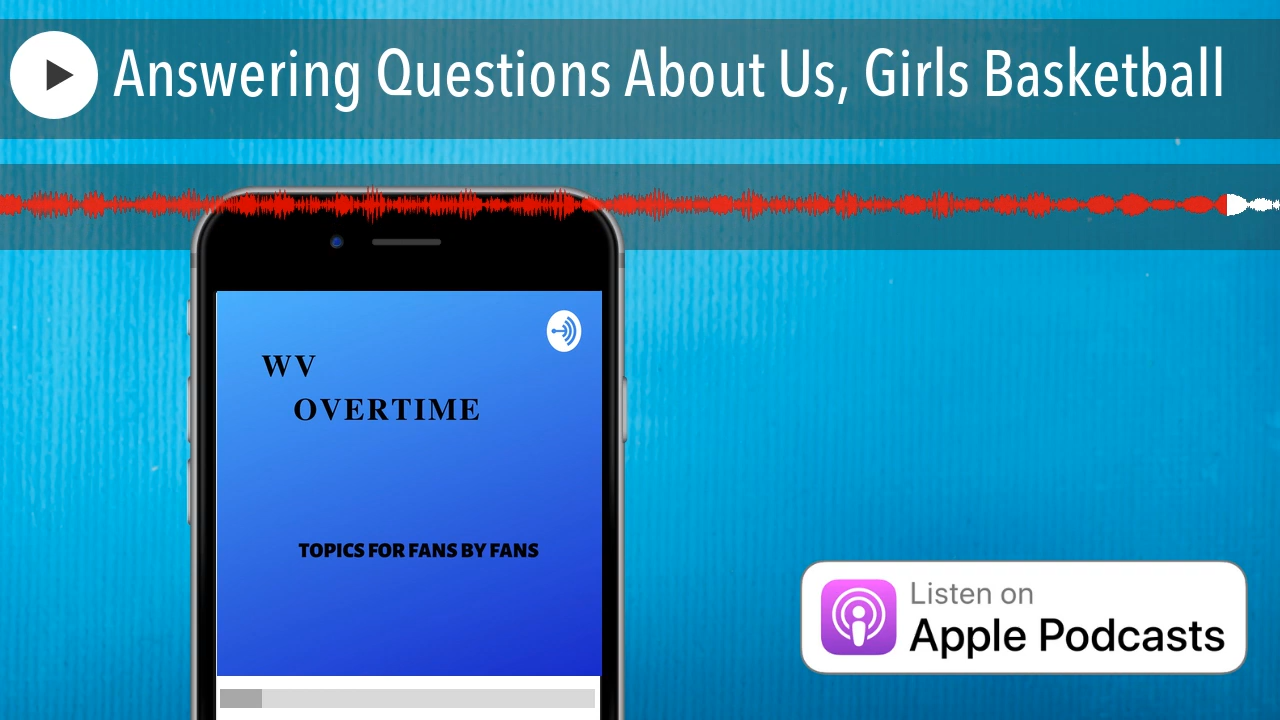 Answering Questions About Us, Girls Basketball
WV
OVERTIME
TOPICS FOR FANS BY FANS
Listen on
Apple Podcasts